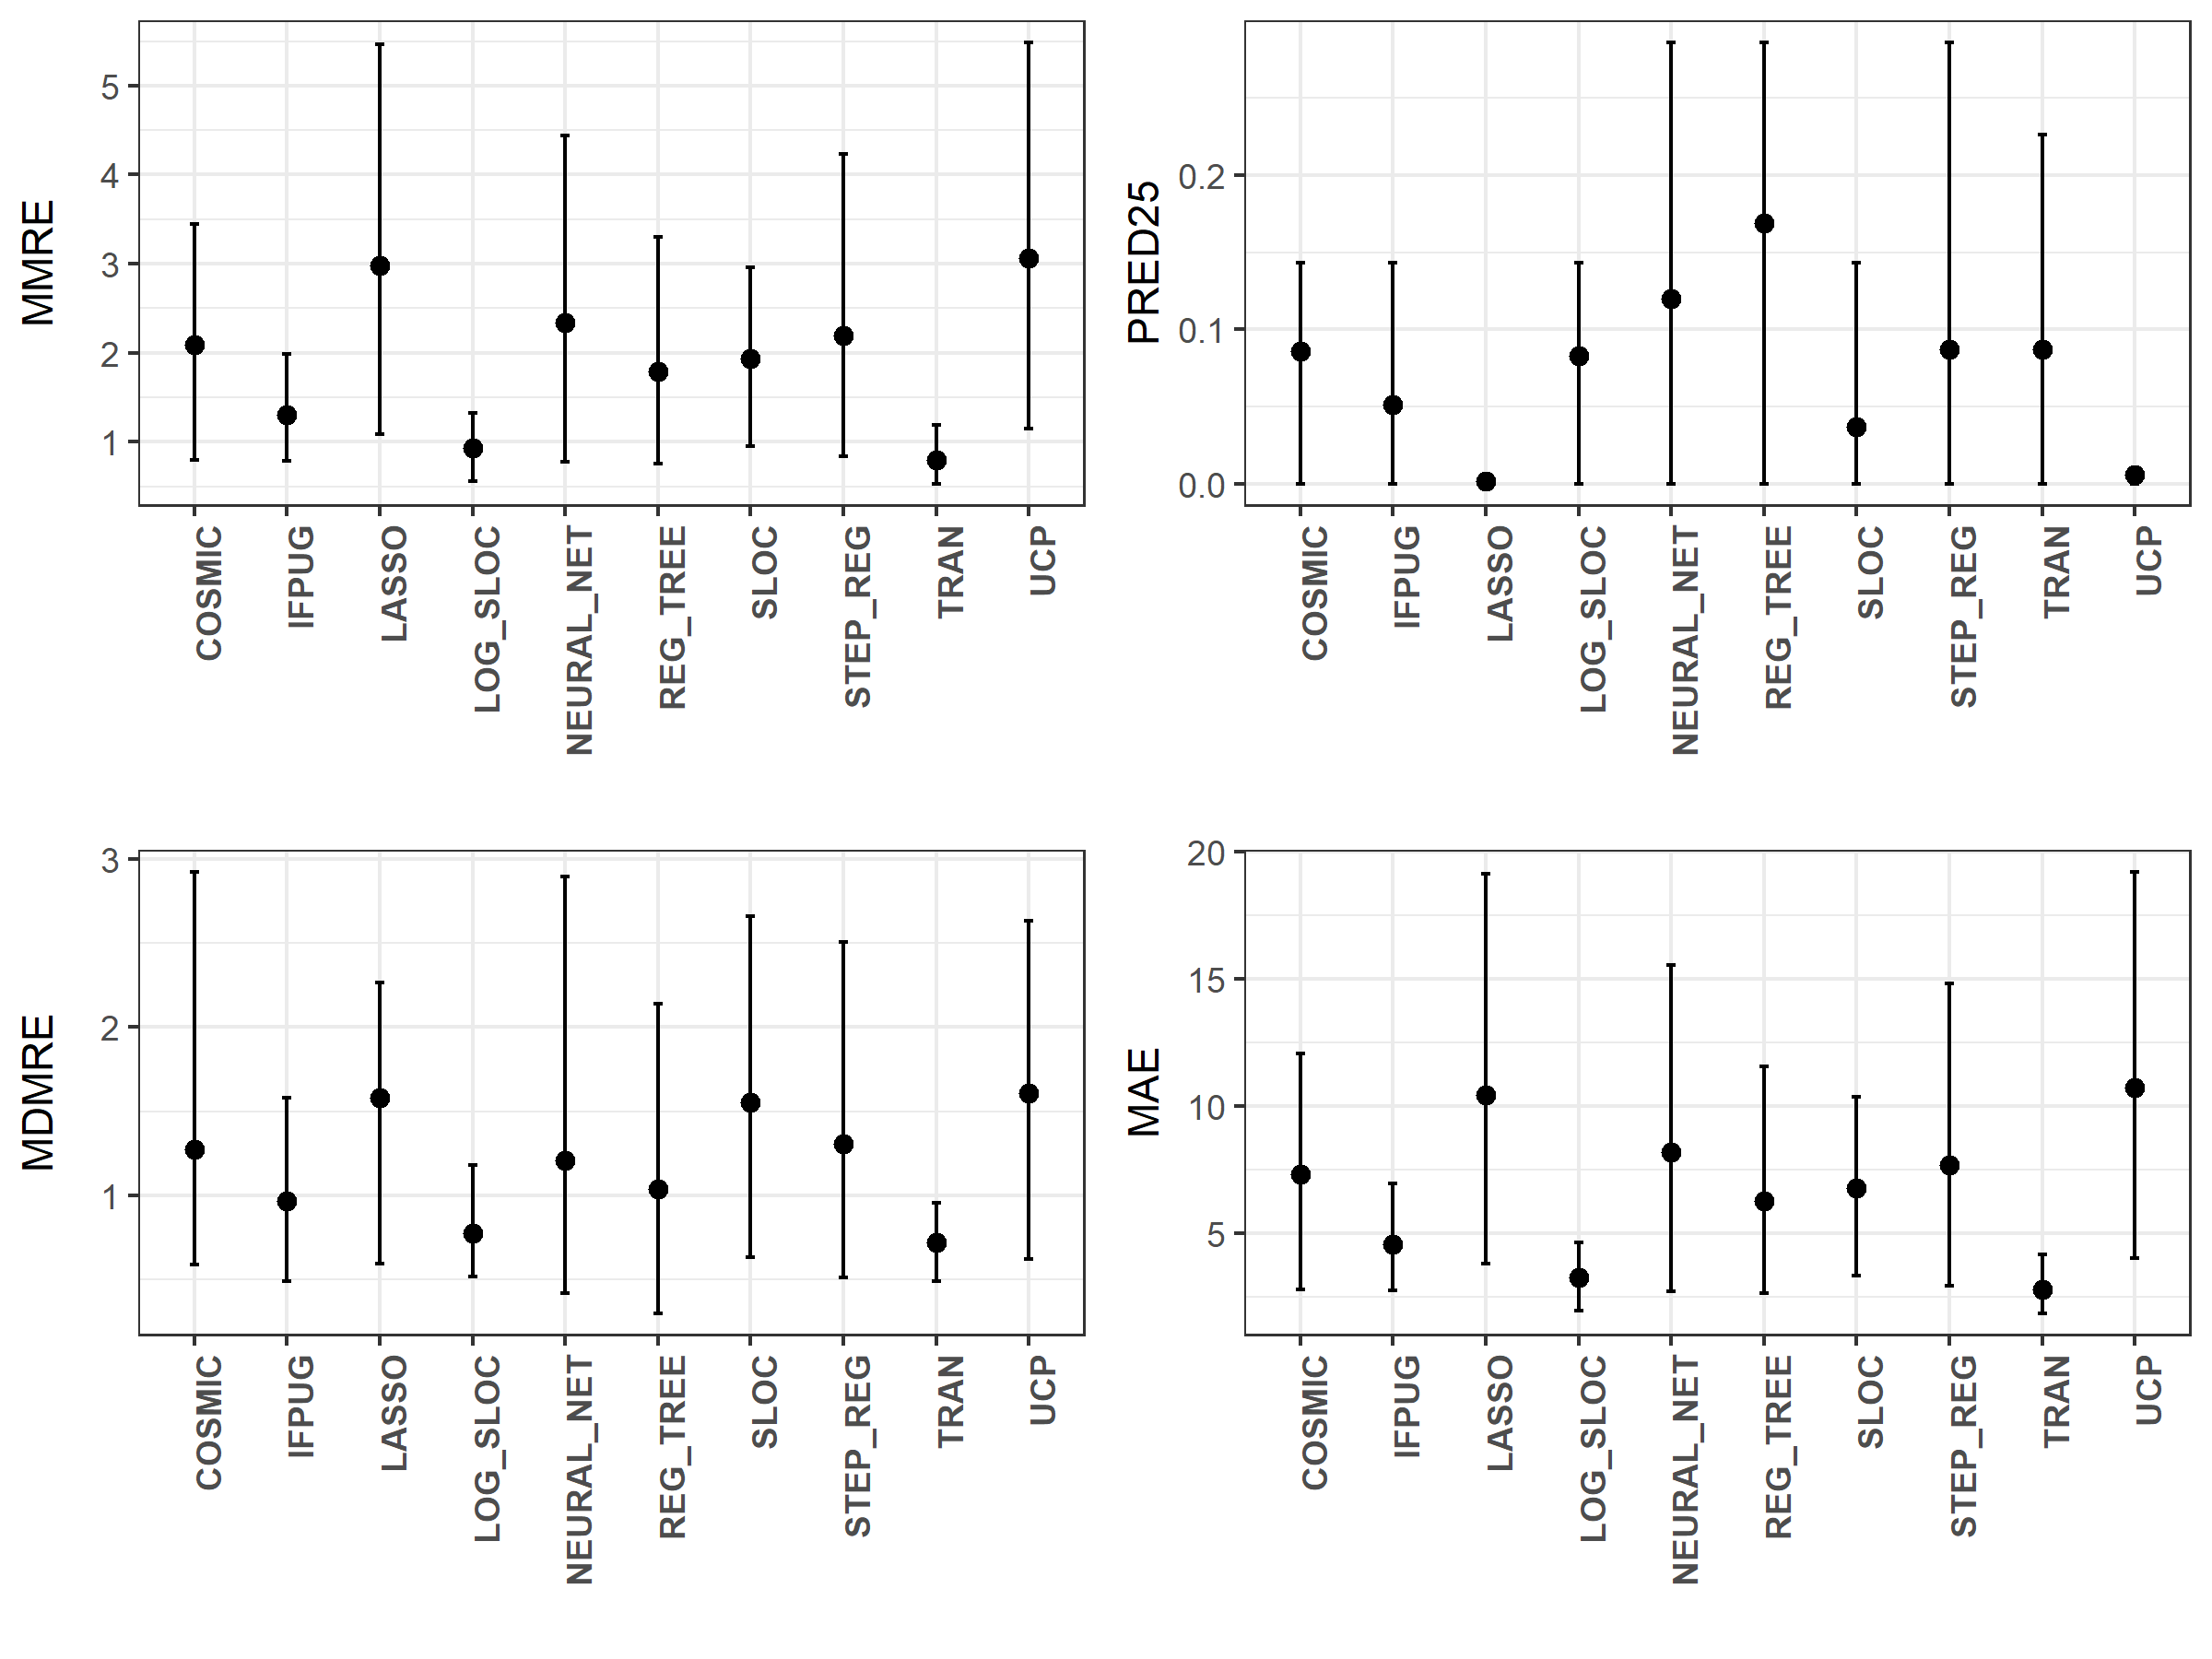 MMRE
5
4
3
2
1
COSMIC
IFPUG
LASSO
LOG_SLOC
NEURAL_NET
REG_TREE
SLOC
STEP_REG
TRAN
UCP
PRED25
0.2
0.1
0.0
COSMIC
IFPUG
LASSO
LOG_SLOC
NEURAL_NET
REG_TREE
SLOC
STEP_REG
TRAN
UCP
MDMRE
3
2
1
COSMIC
IFPUG
LASSO
LOG_SLOC
NEURAL_NET
REG_TREE
SLOC
STEP_REG
TRAN
UCP
MAE
20
15
10
5
COSMIC
IFPUG
LASSO
LOG_SLOC
NEURAL_NET
REG_TREE
SLOC
STEP_REG
TRAN
UCP